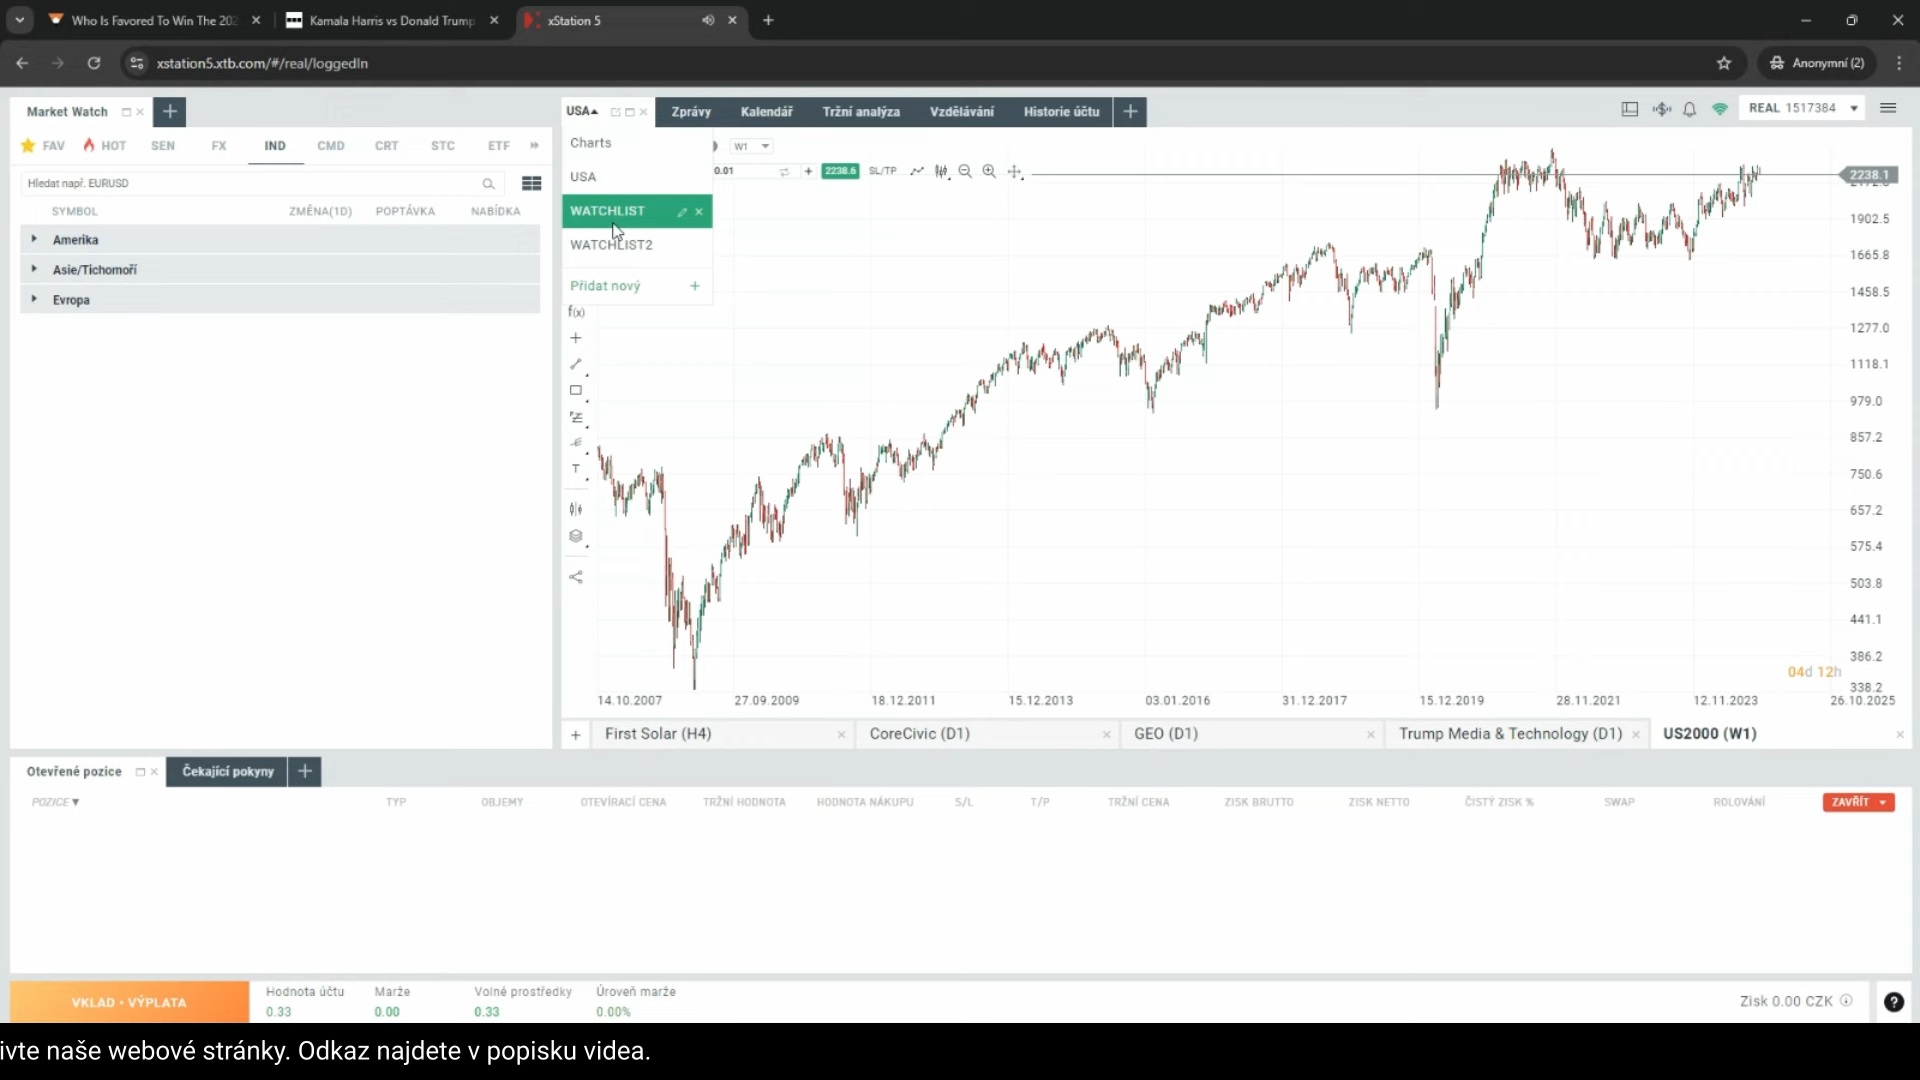 Who Is Favored To Win The 202
Kamala Harris vs Donald Trump
xStation 5
xstation5.xtb.com/#/real/loggedIn
Anonymní (2)
Market Watch
USA
Zprávy
Kalendář
Tržní analýza
Vzdělávání
Historie účtu
REAL 1517384
FAV
HOT
SEN
FX
IND
CMD
CRT
STC
ETF
Charts
W1
0.01
2238.6
SL/TP
Hledat např. EURUSD
USA
2238.1
SYMBOL
ZMĚNA(1D)
POPTÁVKA
NABÍDKA
WATCHLIST
1902.5
Amerika
WATCHLIST2
1665.8
Asie/Tichomoří
Přidat nový
1458.5
Evropa
f(x)
1277.0
1118.1
979.0
857.2
T
750.6
657.2
575.4
503.8
441.1
386.2
04d 12h
338.2
14.10.2007
27.09.2009
18.12.2011
15.12.2013
03.01.2016
31.12.2017
15.12.2019
28.11.2021
12.11.2023
26.10.2025
First Solar (H4)
CoreCivic (D1)
GEO (D1)
Trump Media & Technology (D1)
US2000 (W1)
Otevřené pozice
Čekající pokyny
POZICE
TYP
OBJEMY
OTEVÍRACÍ CENA
TRŽNÍ HODNOTA
HODNOTA NÁKUPU
S/L
T/P
TRŽNÍ CENA
ZISK BRUTTO
ZISK NETTO
ČISTÝ ZISK %
SWAP
ROLOVÁNÍ
ZAVŘÍT
VKLAD • VÝPLATA
Hodnota účtu
Marže
Volné prostředky
Úroveň marže
0.33
0.00
0.33
0.00%
Zisk 0.00 CZK
ivte naše webové stránky. Odkaz najdete v popisku videa.